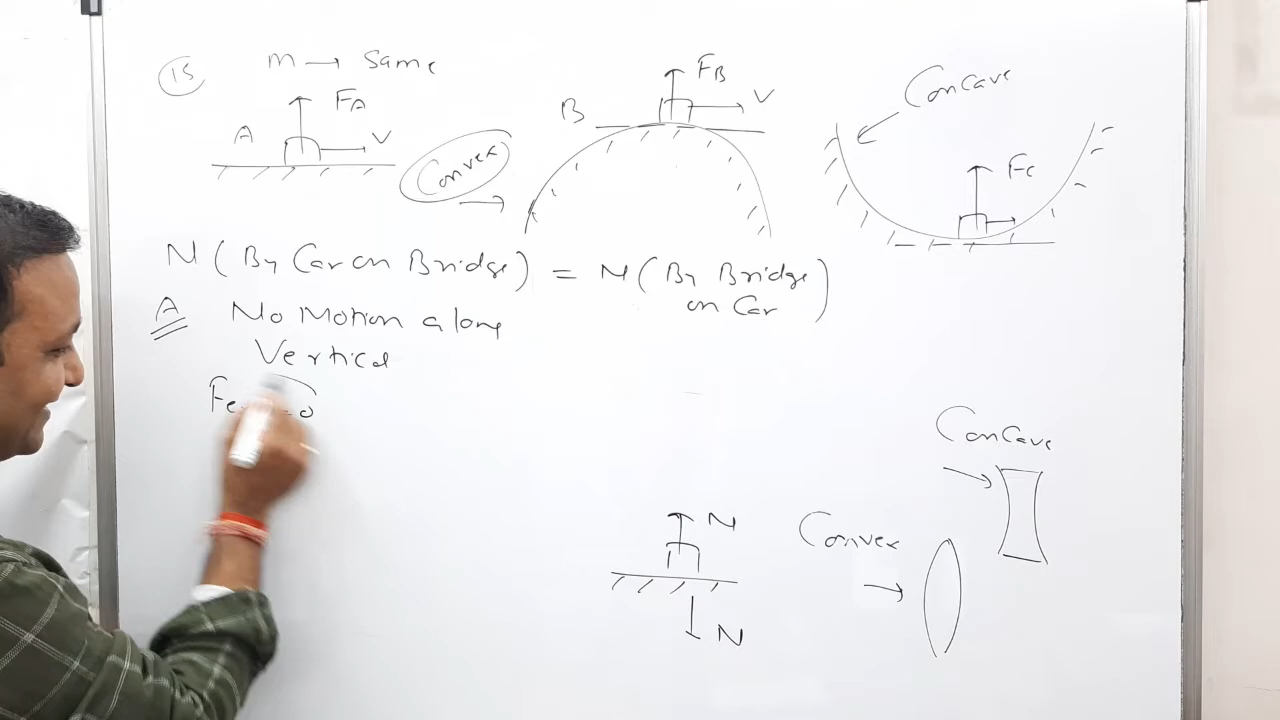 15
m → Same
FA
A
V
Convex
B
FB
V
Concave
Fc
N (By Car on Bridge) = N (By Bridge on Car)
A No Motion along
Vertical
Concave
Convex
N
N